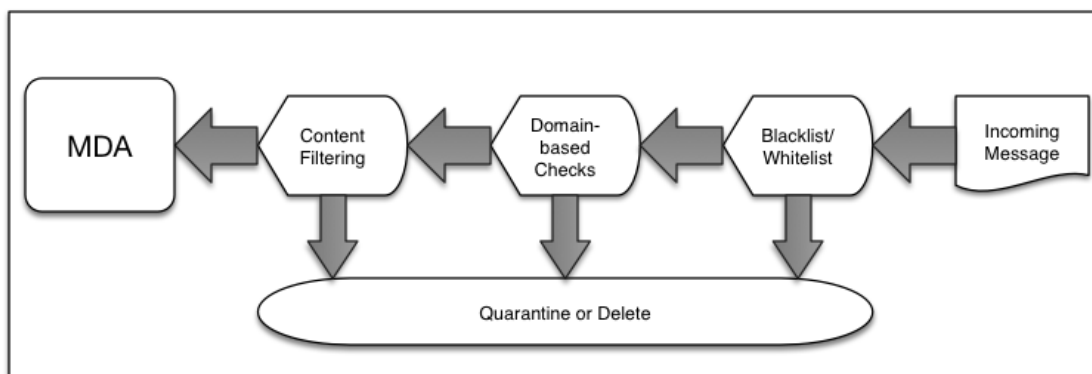 MDA
Content
Filtering
Domain-
based
Checks
Blacklist/
Whitelist
Incoming
Message
Quarantine or Delete